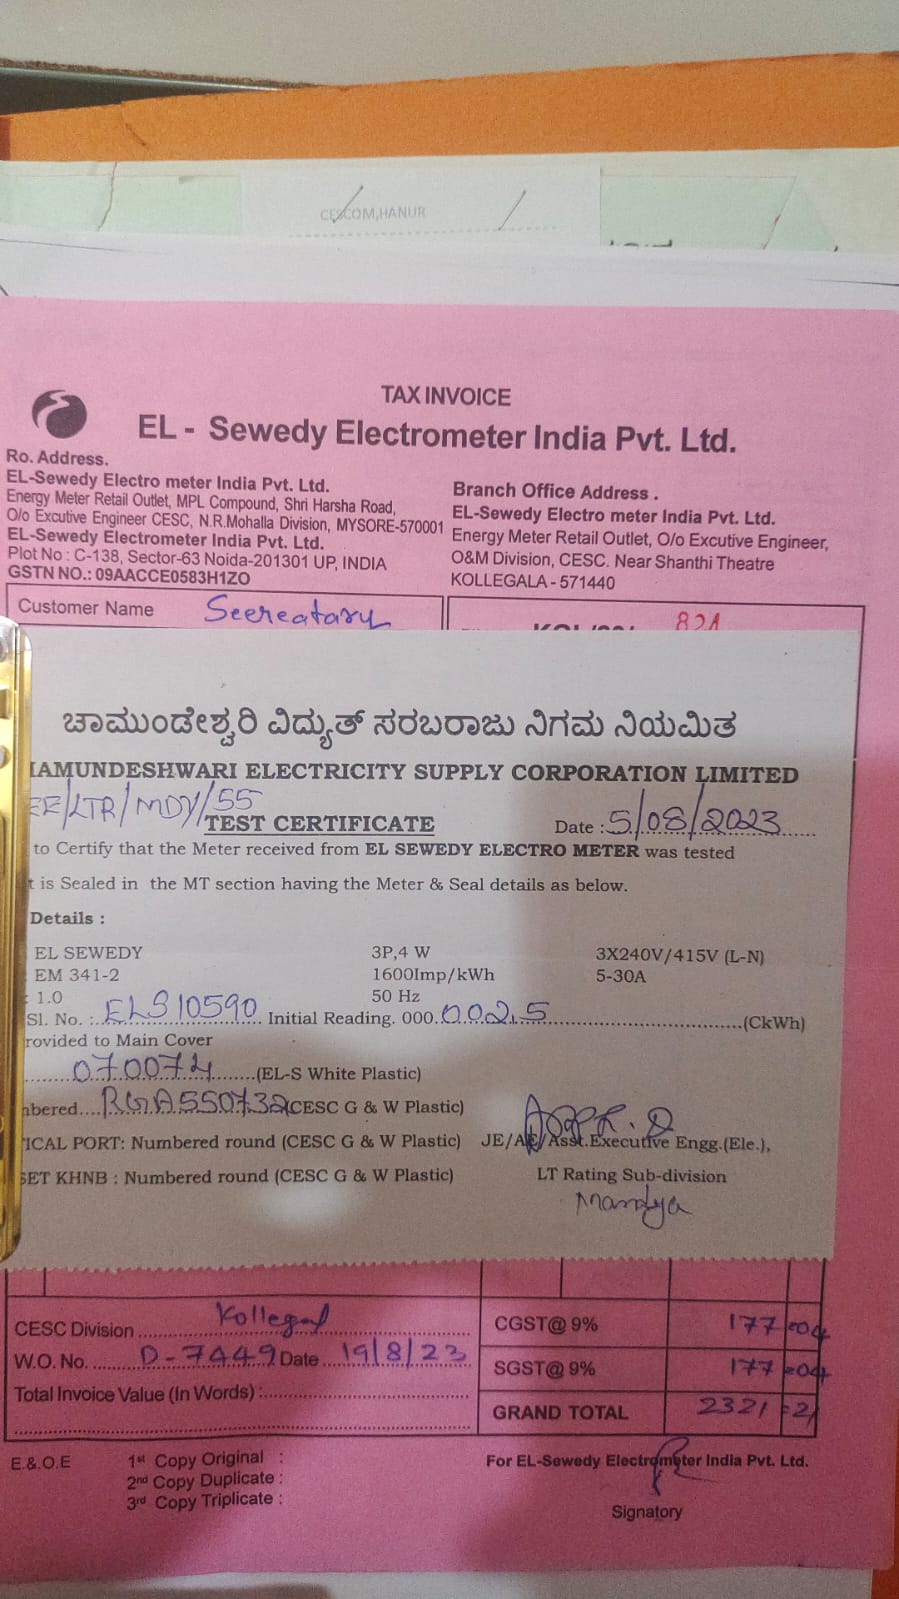 CESCOM,HANUR
TAX INVOICE
EL - Sewedy Electrometer India Pvt. Ltd.
Ro. Address.
EL-Sewedy Electro meter India Pvt. Ltd.
Energy Meter Retail Outlet, MPL Compound, Shri Harsha Road,
O/o Excutive Engineer CESC, N.R.Mohalla Division, MYSORE-570001
EL-Sewedy Electrometer India Pvt. Ltd.
Plot No : C-138, Sector-63 Noida-201301 UP, INDIA
GSTN NO.: 09AACCE0583H1ZO
Branch Office Address .
EL-Sewedy Electro meter India Pvt. Ltd.
Energy Meter Retail Outlet, O/o Excutive Engineer,
O&M Division, CESC. Near Shanthi Theatre
KOLLEGALA - 571440
Customer Name Seereatary
821
ಚಾಮುಂಡೇಶ್ವರಿ ವಿದ್ಯುತ್ ಸರಬರಾಜು ನಿಗಮ ನಿಯಮಿತ
AMUNDESHWARI ELECTRICITY SUPPLY CORPORATION LIMITED
EE/LTR/MDY/55
TEST CERTIFICATE Date : 5/08/2023
to Certify that the Meter received from EL SEWEDY ELECTRO METER was tested
t is Sealed in the MT section having the Meter & Seal details as below.
Details :
EL SEWEDY 3P,4 W 3X240V/415V (L-N)
: EM 341-2 1600Imp/kWh 5-30A
: 1.0 50 Hz
Sl. No. : ELS10590 Initial Reading. 000.002.5 (CkWh)
rovided to Main Cover
070074 (EL-S White Plastic)
nbered RGA550732 (CESC G & W Plastic)
ICAL PORT: Numbered round (CESC G & W Plastic) JE/AE/Asst.Executive Engg.(Ele.),
SET KHNB : Numbered round (CESC G & W Plastic) LT Rating Sub-division
Mandya
CESC Division Kollegal
W.O. No. D-7449 Date 19/8/23
Total Invoice Value (In Words) :
CGST@ 9% 177=04
SGST@ 9% 177=04
GRAND TOTAL 2321=21
E.&.O.E
1st Copy Original :
2nd Copy Duplicate :
3rd Copy Triplicate :
For EL-Sewedy Electrometer India Pvt. Ltd.
Signatory